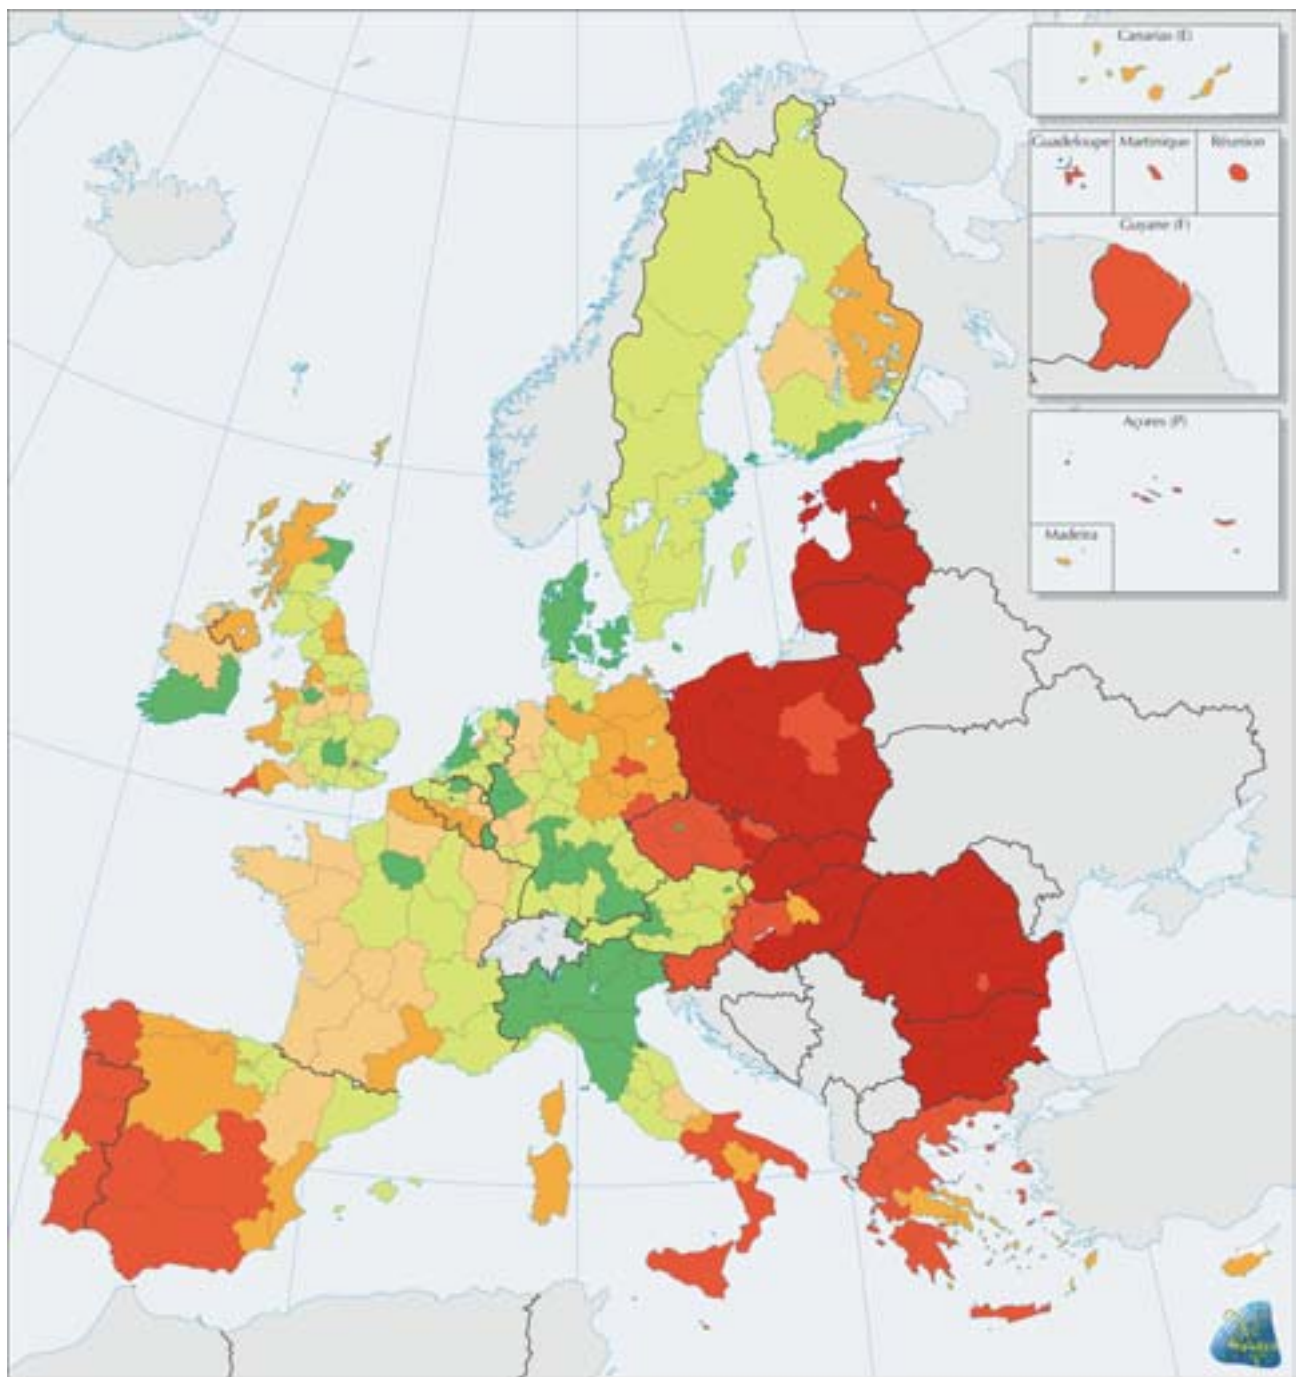 Canarias (E)
Guadeloupe
Martinique
Réunion
Guyane (F)
Açores (P)
Madeira